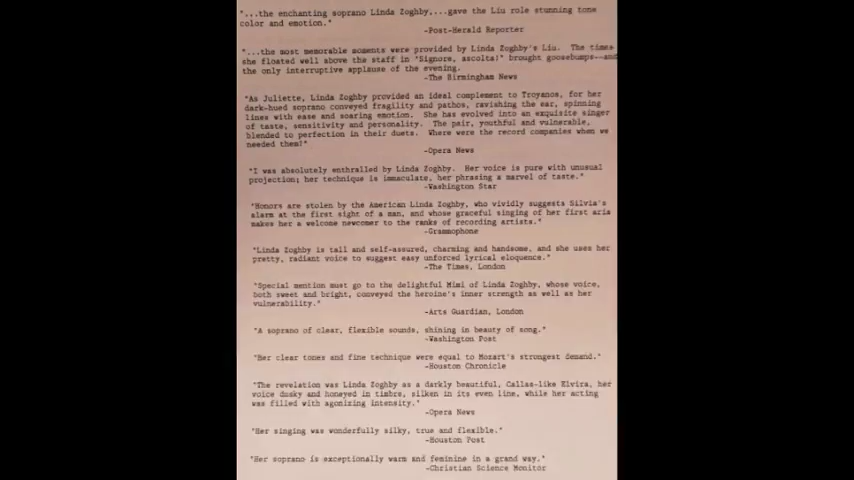 "...the enchanting soprano Linda Zoghby,...gave the Liu role stunning tone
color and emotion."
-Post-Herald Reporter
"...the most memorable moments were provided by Linda Zoghby's Liu. The times
she floated well above the staff in 'Signore, ascolta!' brought goosebumps--and
the only interruptive applause of the evening.
-The Birmingham News
"As Juliette, Linda Zoghby provided an ideal complement to Troyanos, for her
dark-hued soprano conveyed fragility and pathos, ravishing the ear, spinning
lines with ease and soaring emotion. She has evolved into an exquisite singer
of taste, sensitivity and personality. The pair, youthful and vulnerable,
blended to perfection in their duets. Where were the record companies when we
needed them?"
-Opera News
"I was absolutely enthralled by Linda Zoghby. Her voice is pure with unusual
projection; her technique is immaculate, her phrasing a marvel of taste."
-Washington Star
"Honors are stolen by the American Linda Zoghby, who vividly suggests Silvia's
alarm at the first sight of a man, and whose graceful singing of her first aria
makes her a welcome newcomer to the ranks of recording artists."
-Grammophone
"Linda Zoghby is tall and self-assured, charming and handsome, and she uses her
pretty, radiant voice to suggest easy unforced lyrical eloquence."
-The Times, London
"Special mention must go to the delightful Mimi of Linda Zoghby, whose voice,
both sweet and bright, conveyed the heroine's inner strength as well as her
vulnerability."
-Arts Guardian, London
"A soprano of clear, flexible sounds, shining in beauty of song."
-Washington Post
"Her clear tones and fine technique were equal to Mozart's strongest demand."
-Houston Chronicle
"The revelation was Linda Zoghby as a darkly beautiful, Callas-like Elvira, her
voice dusky and honeyed in timbre, silken in its even line, while her acting
was filled with agonizing intensity."
-Opera News
"Her singing was wonderfully silky, true and flexible."
-Houston Post
"Her soprano is exceptionally warm and feminine in a grand way."
-Christian Science Monitor